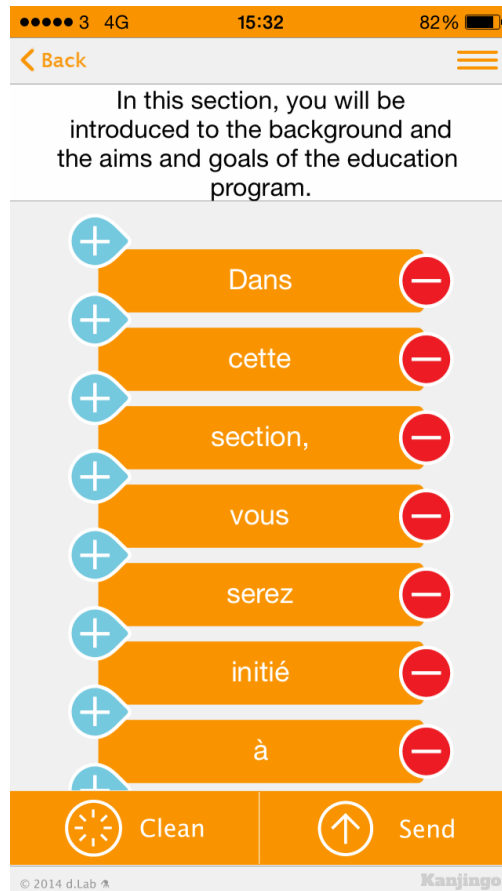 3 4G 15:32 82%
Back
In this section, you will be
introduced to the background and
the aims and goals of the education
program.
Dans
cette
section,
vous
serez
initié
à
Clean Send
© 2014 d.Lab Kanjingo